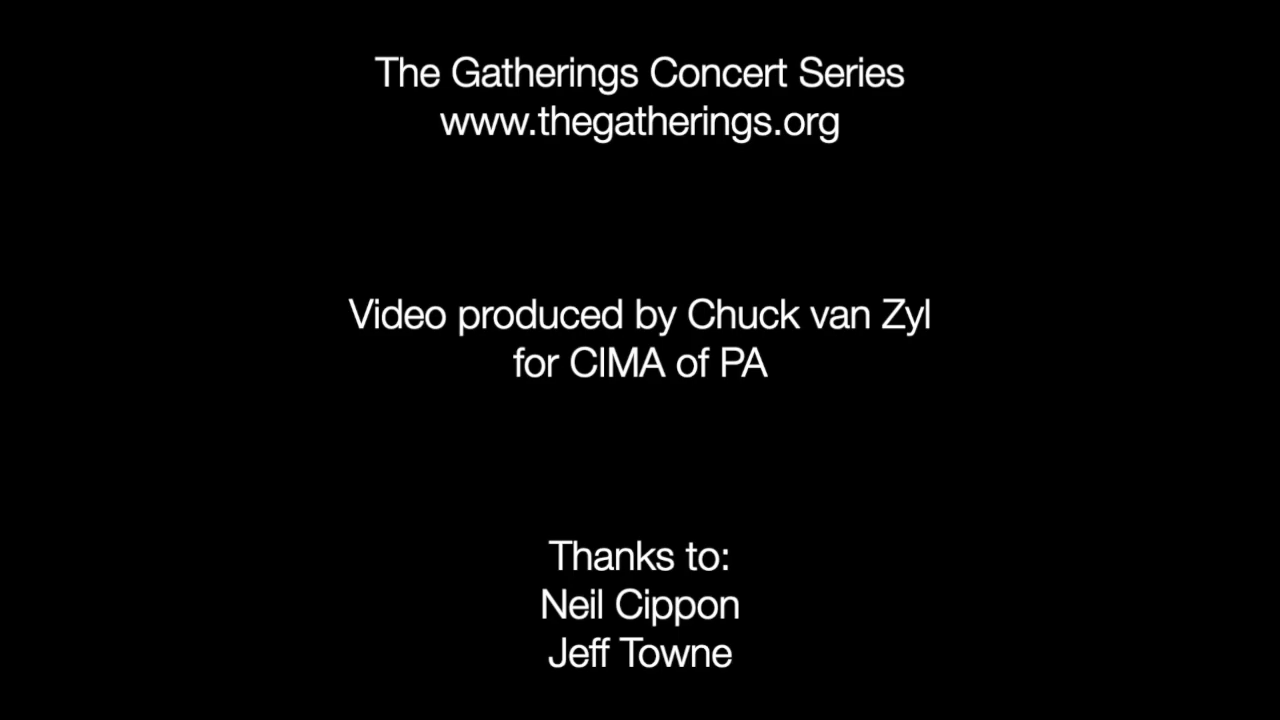 The Gatherings Concert Series
www.thegatherings.org
Video produced by Chuck van Zyl
for CIMA of PA
Thanks to:
Neil Cippon
Jeff Towne